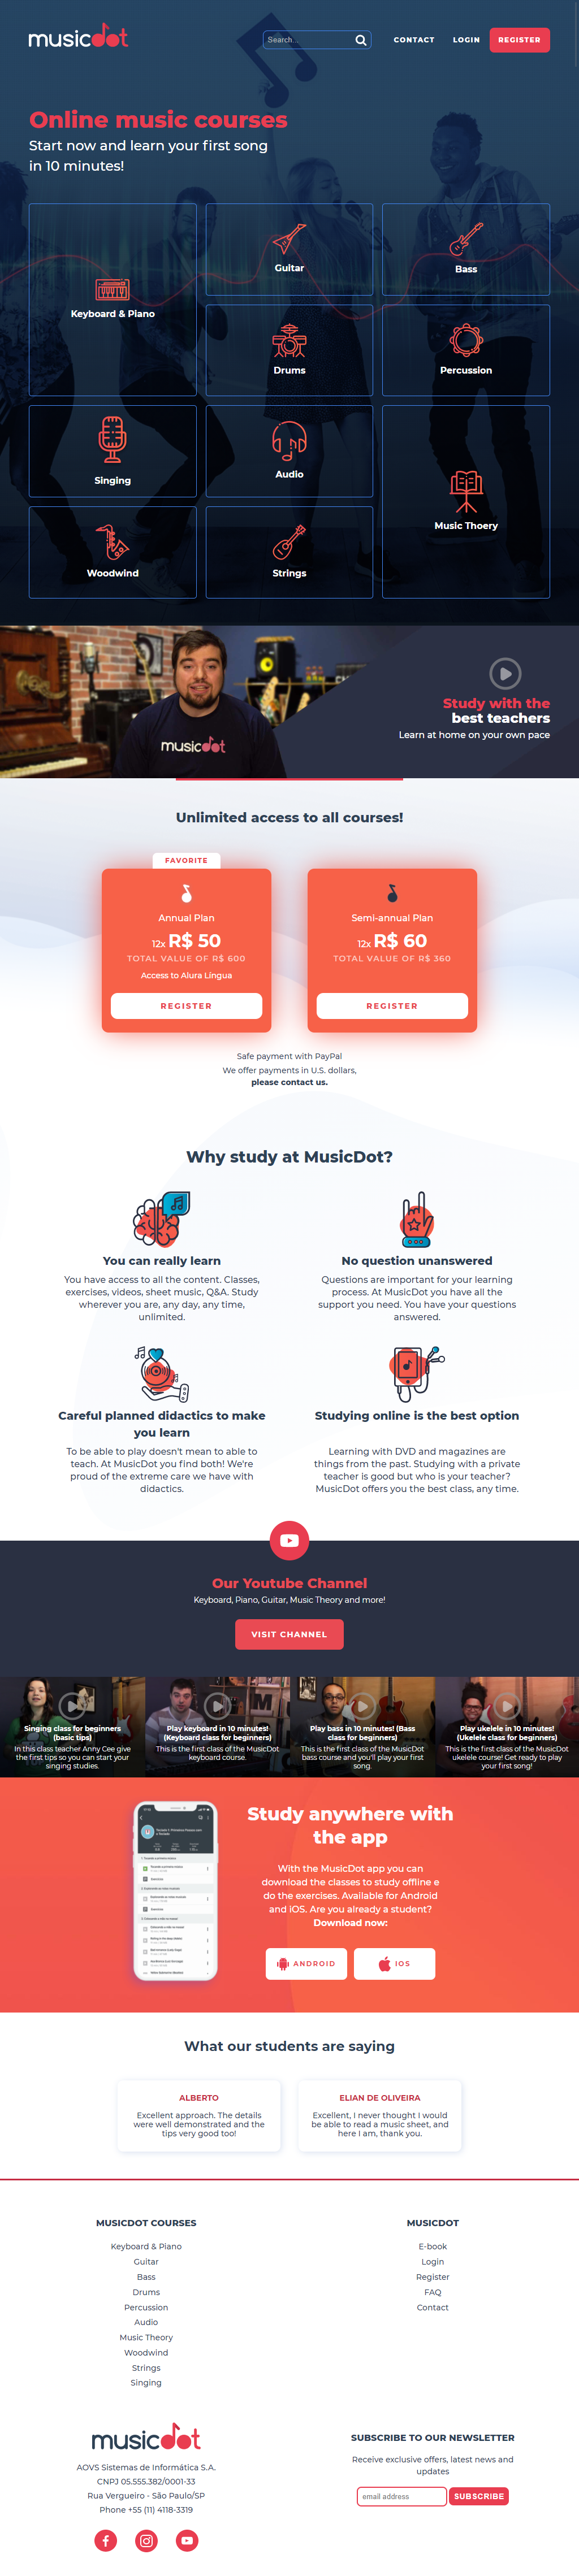 musicdot
Search...
CONTACT
LOGIN
REGISTER
Online music courses
Start now and learn your first song
in 10 minutes!
Keyboard & Piano
Guitar
Bass
Drums
Percussion
Singing
Audio
Music Thoery
Woodwind
Strings
musicdot
Study with the
best teachers
Learn at home on your own pace
Unlimited access to all courses!
FAVORITE
Annual Plan
12x R$ 50
TOTAL VALUE OF R$ 600
Access to Alura Língua
REGISTER
Semi-annual Plan
12x R$ 60
TOTAL VALUE OF R$ 360
REGISTER
Safe payment with PayPal
We offer payments in U.S. dollars,
please contact us.
Why study at MusicDot?
You can really learn
You have access to all the content. Classes,
exercises, videos, sheet music, Q&A. Study
wherever you are, any day, any time,
unlimited.
No question unanswered
Questions are important for your learning
process. At MusicDot you have all the
support you need. You have your questions
answered.
Careful planned didactics to make
you learn
To be able to play doesn't mean to able to
teach. At MusicDot you find both! We're
proud of the extreme care we have with
didactics.
Studying online is the best option
Learning with DVD and magazines are
things from the past. Studying with a private
teacher is good but who is your teacher?
MusicDot offers you the best class, any time.
Our Youtube Channel
Keyboard, Piano, Guitar, Music Theory and more!
VISIT CHANNEL
Singing class for beginners
(basic tips)
In this class teacher Anny Cee give
the first tips so you can start your
singing studies.
Play keyboard in 10 minutes!
(Keyboard class for beginners)
This is the first class of the MusicDot
keyboard course.
Play bass in 10 minutes! (Bass
class for beginners)
This is the first class of the MusicDot
bass course and you'll play your first
song.
Play ukelele in 10 minutes!
(Ukelele class for beginners)
This is the first class of the MusicDot
ukelele course! Get ready to play
your first song!
Study anywhere with
the app
With the MusicDot app you can
download the classes to study offline e
do the exercises. Available for Android
and iOS. Are you already a student?
Download now:
ANDROID
IOS
What our students are saying
ALBERTO
Excellent approach. The details
were well demonstrated and the
tips very good too!
ELIAN DE OLIVEIRA
Excellent, I never thought I would
be able to read a music sheet, and
here I am, thank you.
MUSICDOT COURSES
Keyboard & Piano
Guitar
Bass
Drums
Percussion
Audio
Music Theory
Woodwind
Strings
Singing
MUSICDOT
E-book
Login
Register
FAQ
Contact
musicdot
AOVS Sistemas de Informática S.A.
CNPJ 05.555.382/0001-33
Rua Vergueiro - São Paulo/SP
Phone +55 (11) 4118-3319
SUBSCRIBE TO OUR NEWSLETTER
Receive exclusive offers, latest news and
updates
email address
SUBSCRIBE